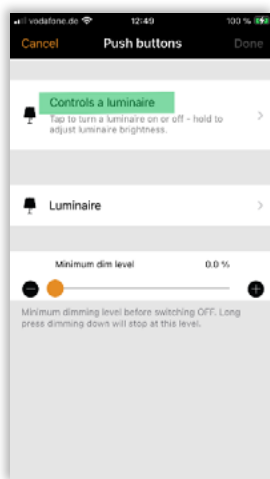 vodafone.de 12:49 100 %
Cancel Push buttons Done
Controls a luminaire
Tap to turn a luminaire on or off - hold to
adjust luminaire brightness.
Luminaire
Minimum dim level 0.0 %
Minimum dimming level before switching OFF. Long
press dimming down will stop at this level.